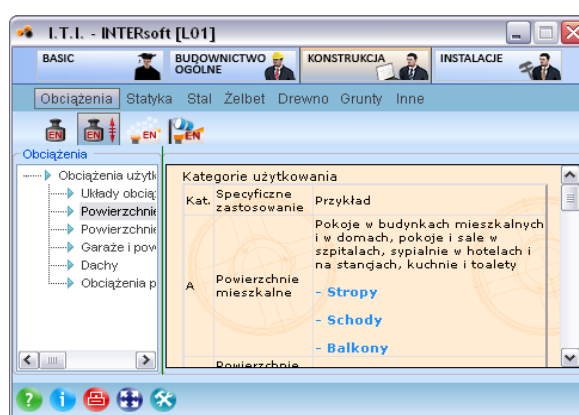 I.T.I. - INTERsoft [L01]
BASIC
BUDOWNICTWO
OGÓLNE
KONSTRUKCJA
INSTALACJE
Obciążenia Statyka Stal Żelbet Drewno Grunty Inne
EN EN EN EN
Obciążenia
Obciążenia użytk
Układy obcią
Powierzchnie
Powierzchnie
Garaże i pow
Dachy
Obciążenia p
Kategorie użytkowania
Kat. Specyficzne zastosowanie Przykład
A Powierzchnie mieszkalne
Pokoje w budynkach mieszkalnych
i w domach, pokoje i sale w
szpitalach, sypialnie w hotelach i
na stancjach, kuchnie i toalety
- Stropy
- Schody
- Balkony
Powierzchnie